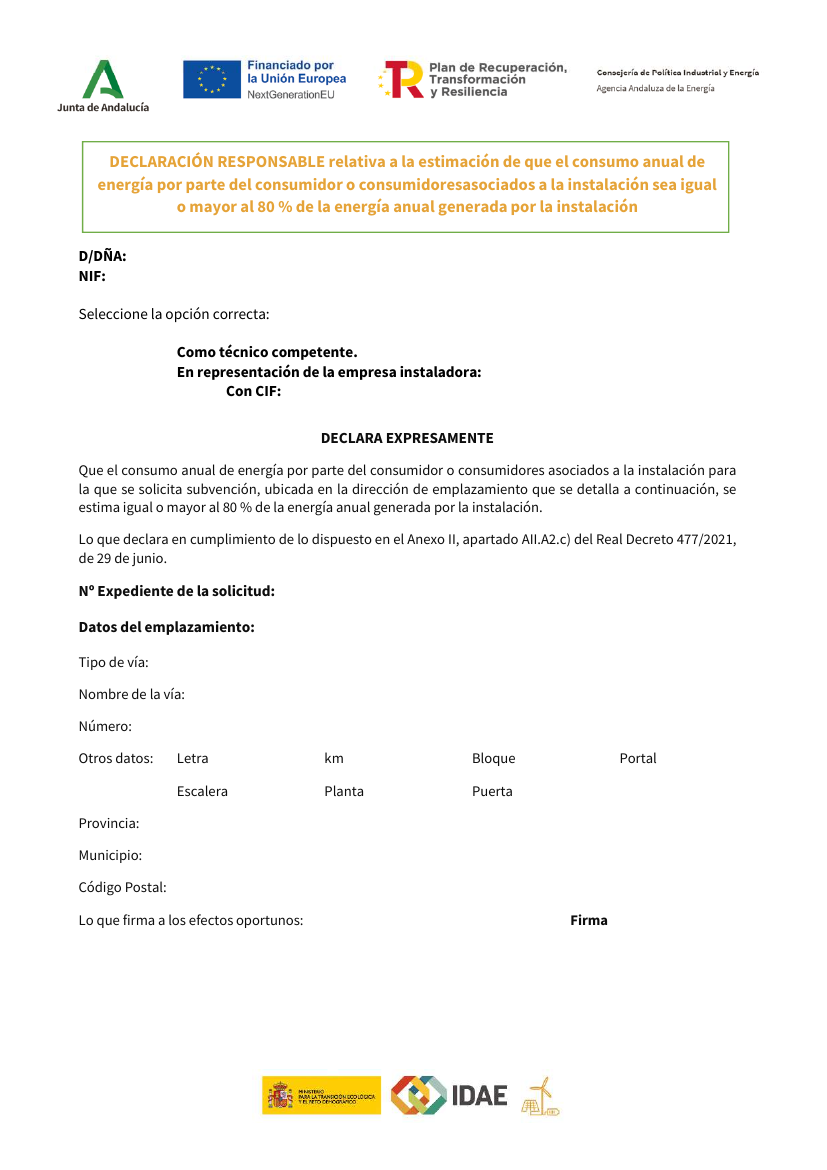 Junta de Andalucía
Financiado por
la Unión Europea
NextGenerationEU
Plan de Recuperación,
Transformación
y Resiliencia
Consejería de Política Industrial y Energía
Agencia Andaluza de la Energía
DECLARACIÓN RESPONSABLE relativa a la estimación de que el consumo anual de
energía por parte del consumidor o consumidoresasociados a la instalación sea igual
o mayor al 80 % de la energía anual generada por la instalación
D/DÑA:
NIF:
Seleccione la opción correcta:
Como técnico competente.
En representación de la empresa instaladora:
Con CIF:
DECLARA EXPRESAMENTE
Que el consumo anual de energía por parte del consumidor o consumidores asociados a la instalación para
la que se solicita subvención, ubicada en la dirección de emplazamiento que se detalla a continuación, se
estima igual o mayor al 80 % de la energía anual generada por la instalación.
Lo que declara en cumplimiento de lo dispuesto en el Anexo II, apartado AII.A2.c) del Real Decreto 477/2021,
de 29 de junio.
Nº Expediente de la solicitud:
Datos del emplazamiento:
Tipo de vía:
Nombre de la vía:
Número:
Otros datos: Letra km Bloque Portal
Escalera Planta Puerta
Provincia:
Municipio:
Código Postal:
Lo que firma a los efectos oportunos: Firma
MINISTERIO
PARA LA TRANSICIÓN ECOLÓGICA
Y EL RETO DEMOGRÁFICO
IDAE